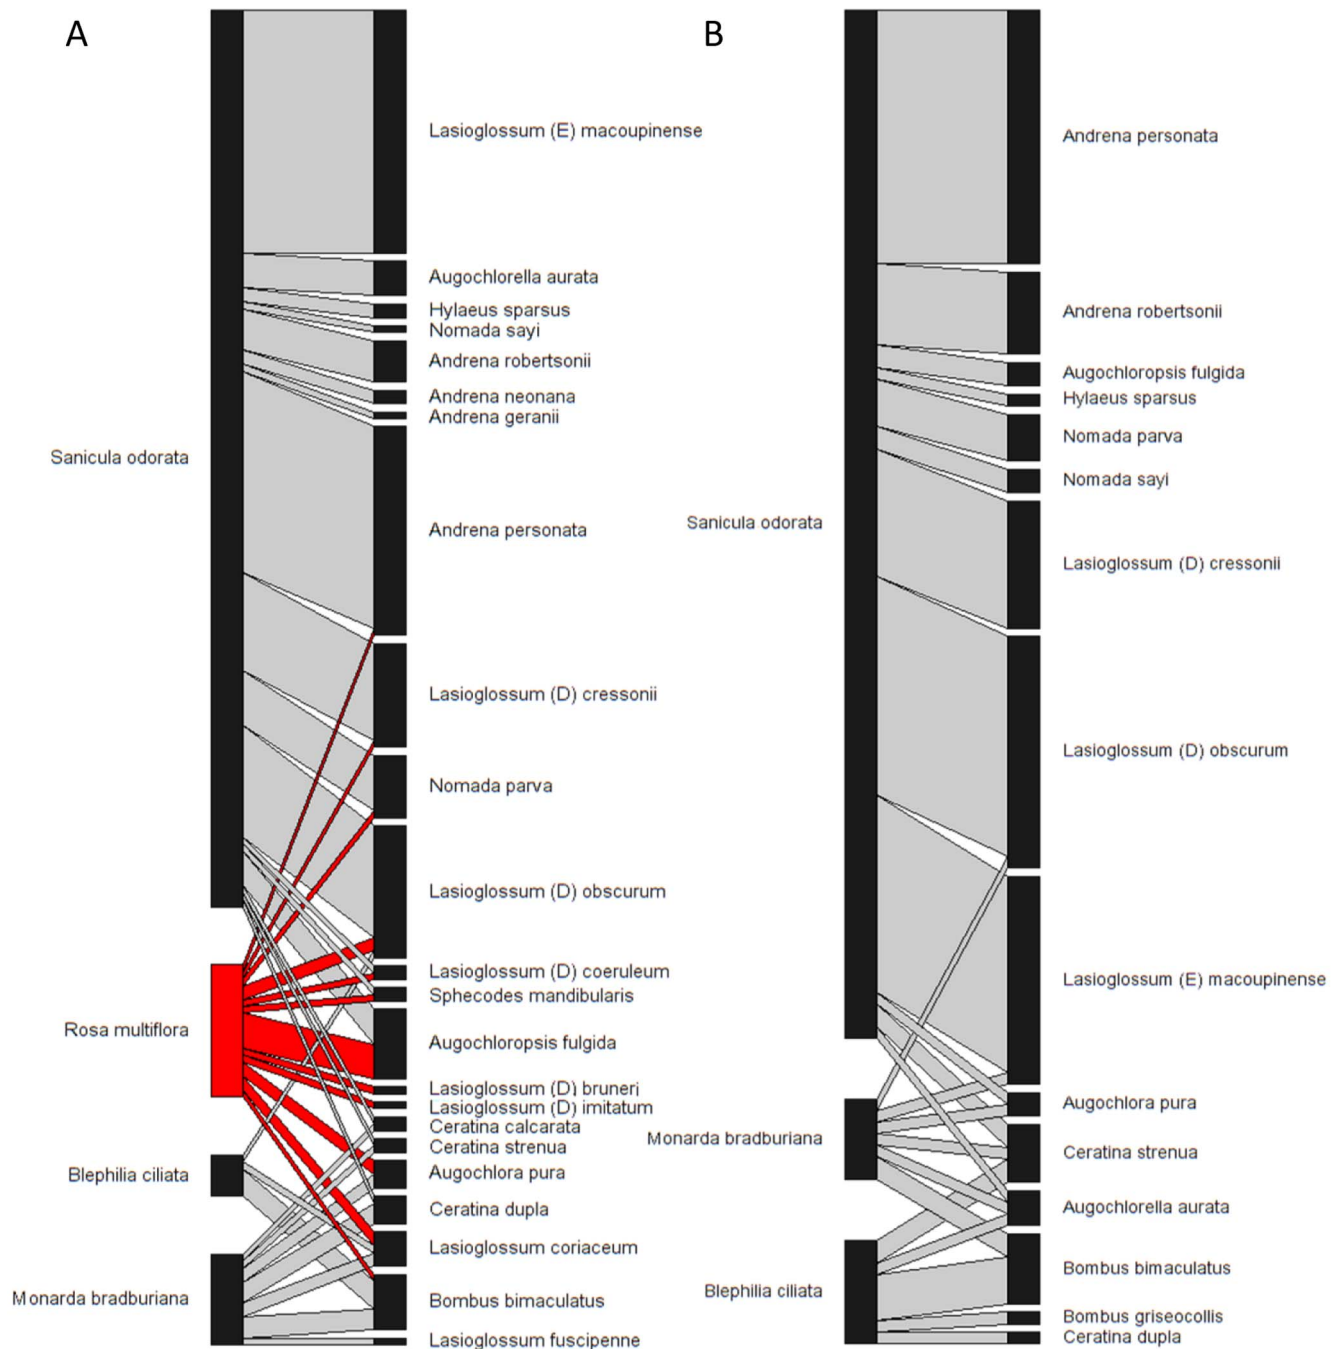 A
Sanicula odorata
Rosa multiflora
Blephilia ciliata
Monarda bradburiana
Lasioglossum (E) macoupinense
Augochlorella aurata
Hylaeus sparsus
Nomada sayi
Andrena robertsonii
Andrena neonana
Andrena geranii
Andrena personata
Lasioglossum (D) cressonii
Nomada parva
Lasioglossum (D) obscurum
Lasioglossum (D) coeruleum
Sphecodes mandibularis
Augochloropsis fulgida
Lasioglossum (D) bruneri
Lasioglossum (D) imitatum
Ceratina calcarata
Ceratina strenua
Augochlora pura
Ceratina dupla
Lasioglossum coriaceum
Bombus bimaculatus
Lasioglossum fuscipenne
B
Sanicula odorata
Monarda bradburiana
Blephilia ciliata
Andrena personata
Andrena robertsonii
Augochloropsis fulgida
Hylaeus sparsus
Nomada parva
Nomada sayi
Lasioglossum (D) cressonii
Lasioglossum (D) obscurum
Lasioglossum (E) macoupinense
Augochlora pura
Ceratina strenua
Augochlorella aurata
Bombus bimaculatus
Bombus griseocollis
Ceratina dupla